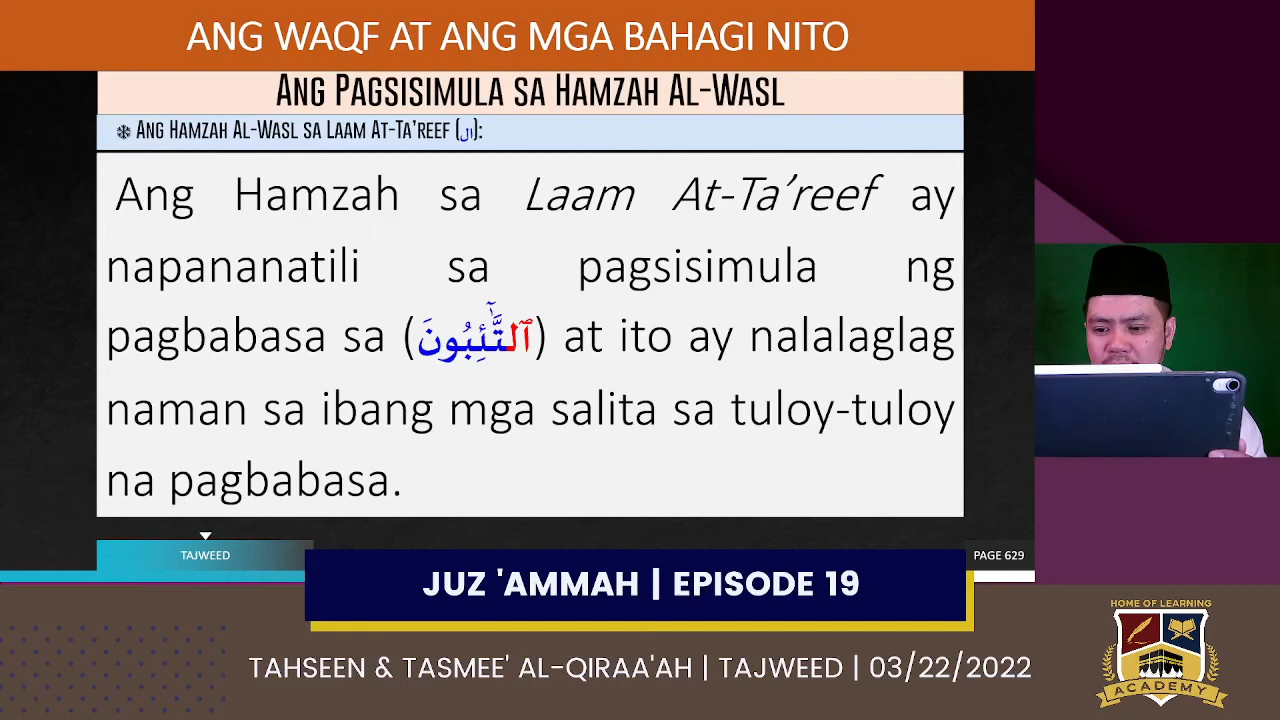 ANG WAQF AT ANG MGA BAHAGI NITO
ANG PAGSISIMULA SA HAMZAH AL-WASL
❄ ANG HAMZAH AL-WASL SA LAAM AT-TA’REEF (ال):
Ang Hamzah sa Laam At-Ta’reef ay
napananatili sa pagsisimula ng
pagbabasa sa (ٱلتَّـٰٓئِبُونَ) at ito ay nalalaglag
naman sa ibang mga salita sa tuloy-tuloy
na pagbabasa.
TAJWEED
PAGE 629
JUZ 'AMMAH | EPISODE 19
TAHSEEN & TASMEE' AL-QIRAA'AH | TAJWEED | 03/22/2022
HOME OF LEARNING
ACADEMY